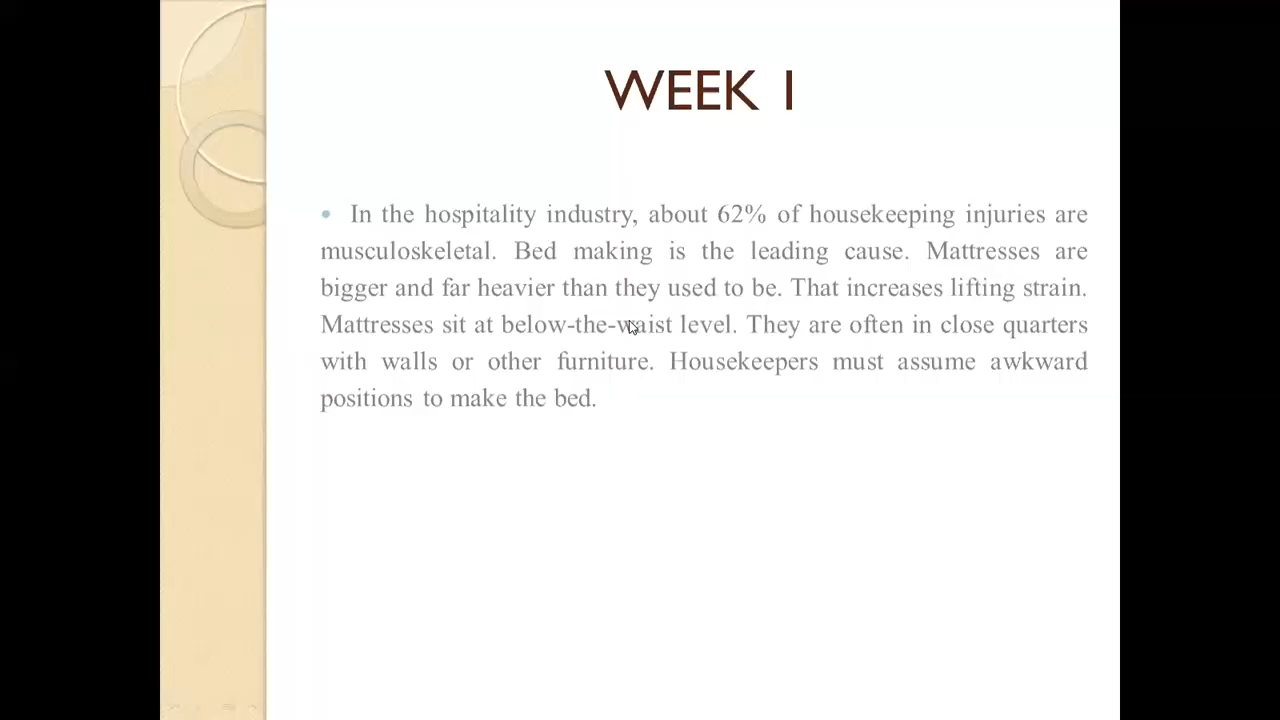 WEEK 1
• In the hospitality industry, about 62% of housekeeping injuries are
musculoskeletal. Bed making is the leading cause. Mattresses are
bigger and far heavier than they used to be. That increases lifting strain.
Mattresses sit at below-the-waist level. They are often in close quarters
with walls or other furniture. Housekeepers must assume awkward
positions to make the bed.